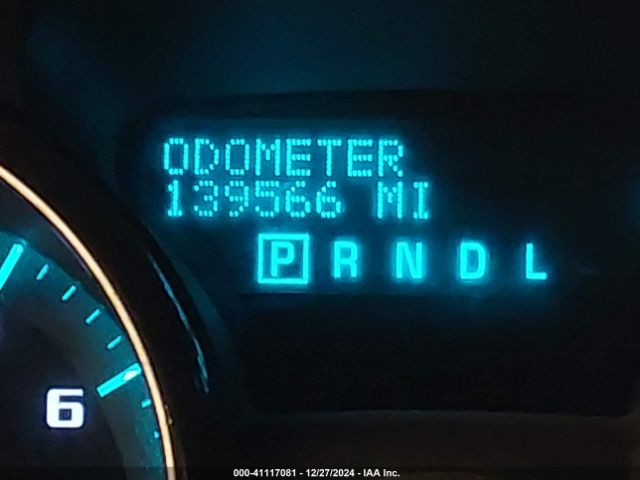 ODOMETER
139566 MI
P R N D L
6
000-41117081 - 12/27/2024 - IAA Inc.